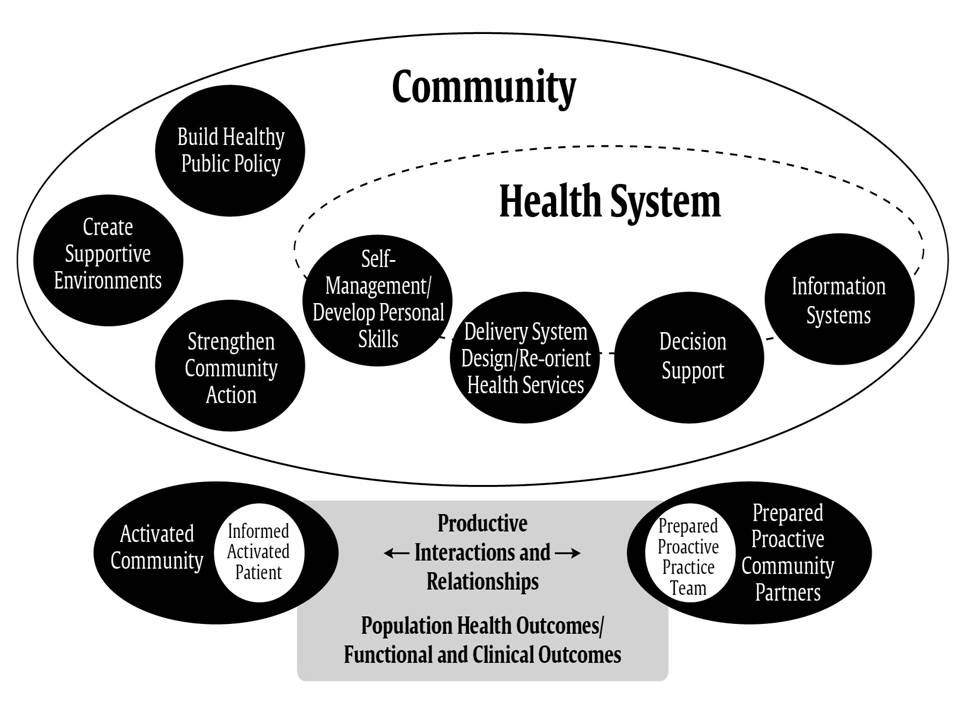 Community
Build Healthy
Public Policy
Health System
Create
Supportive
Environments
Self-
Management/
Develop Personal
Skills
Information
Systems
Strengthen
Community
Action
Delivery System
Design/Re-orient
Health Services
Decision
Support
Activated
Community
Informed
Activated
Patient
Productive
Interactions and
Relationships
Prepared
Proactive
Practice
Team
Prepared
Proactive
Community
Partners
Population Health Outcomes/
Functional and Clinical Outcomes